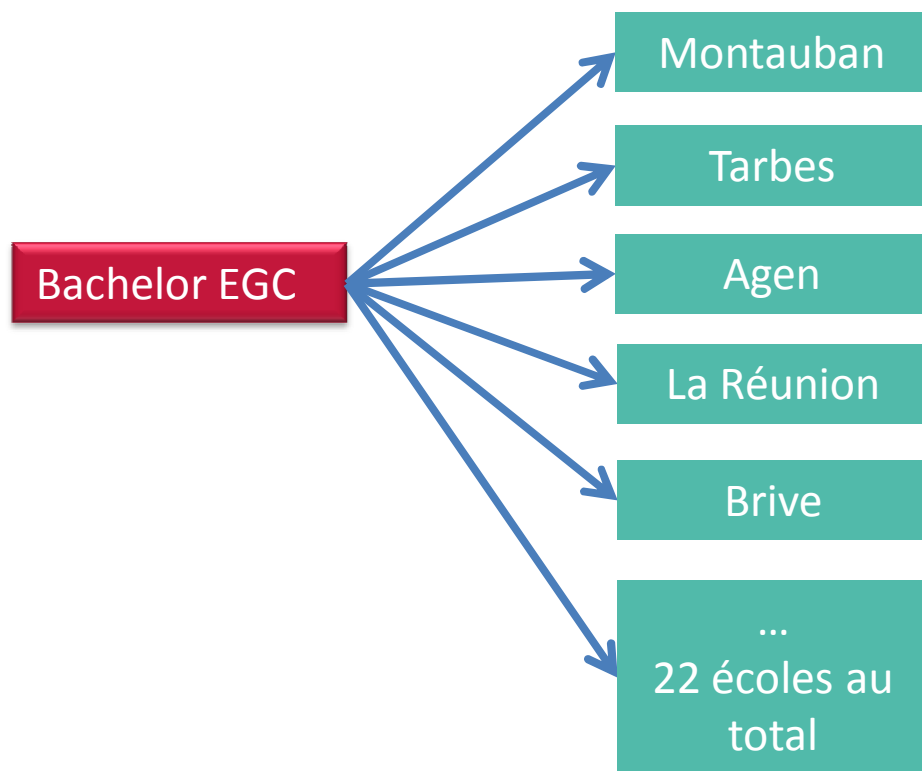 Montauban
Tarbes
Bachelor EGC
Agen
La Réunion
Brive
...
22 écoles au
total